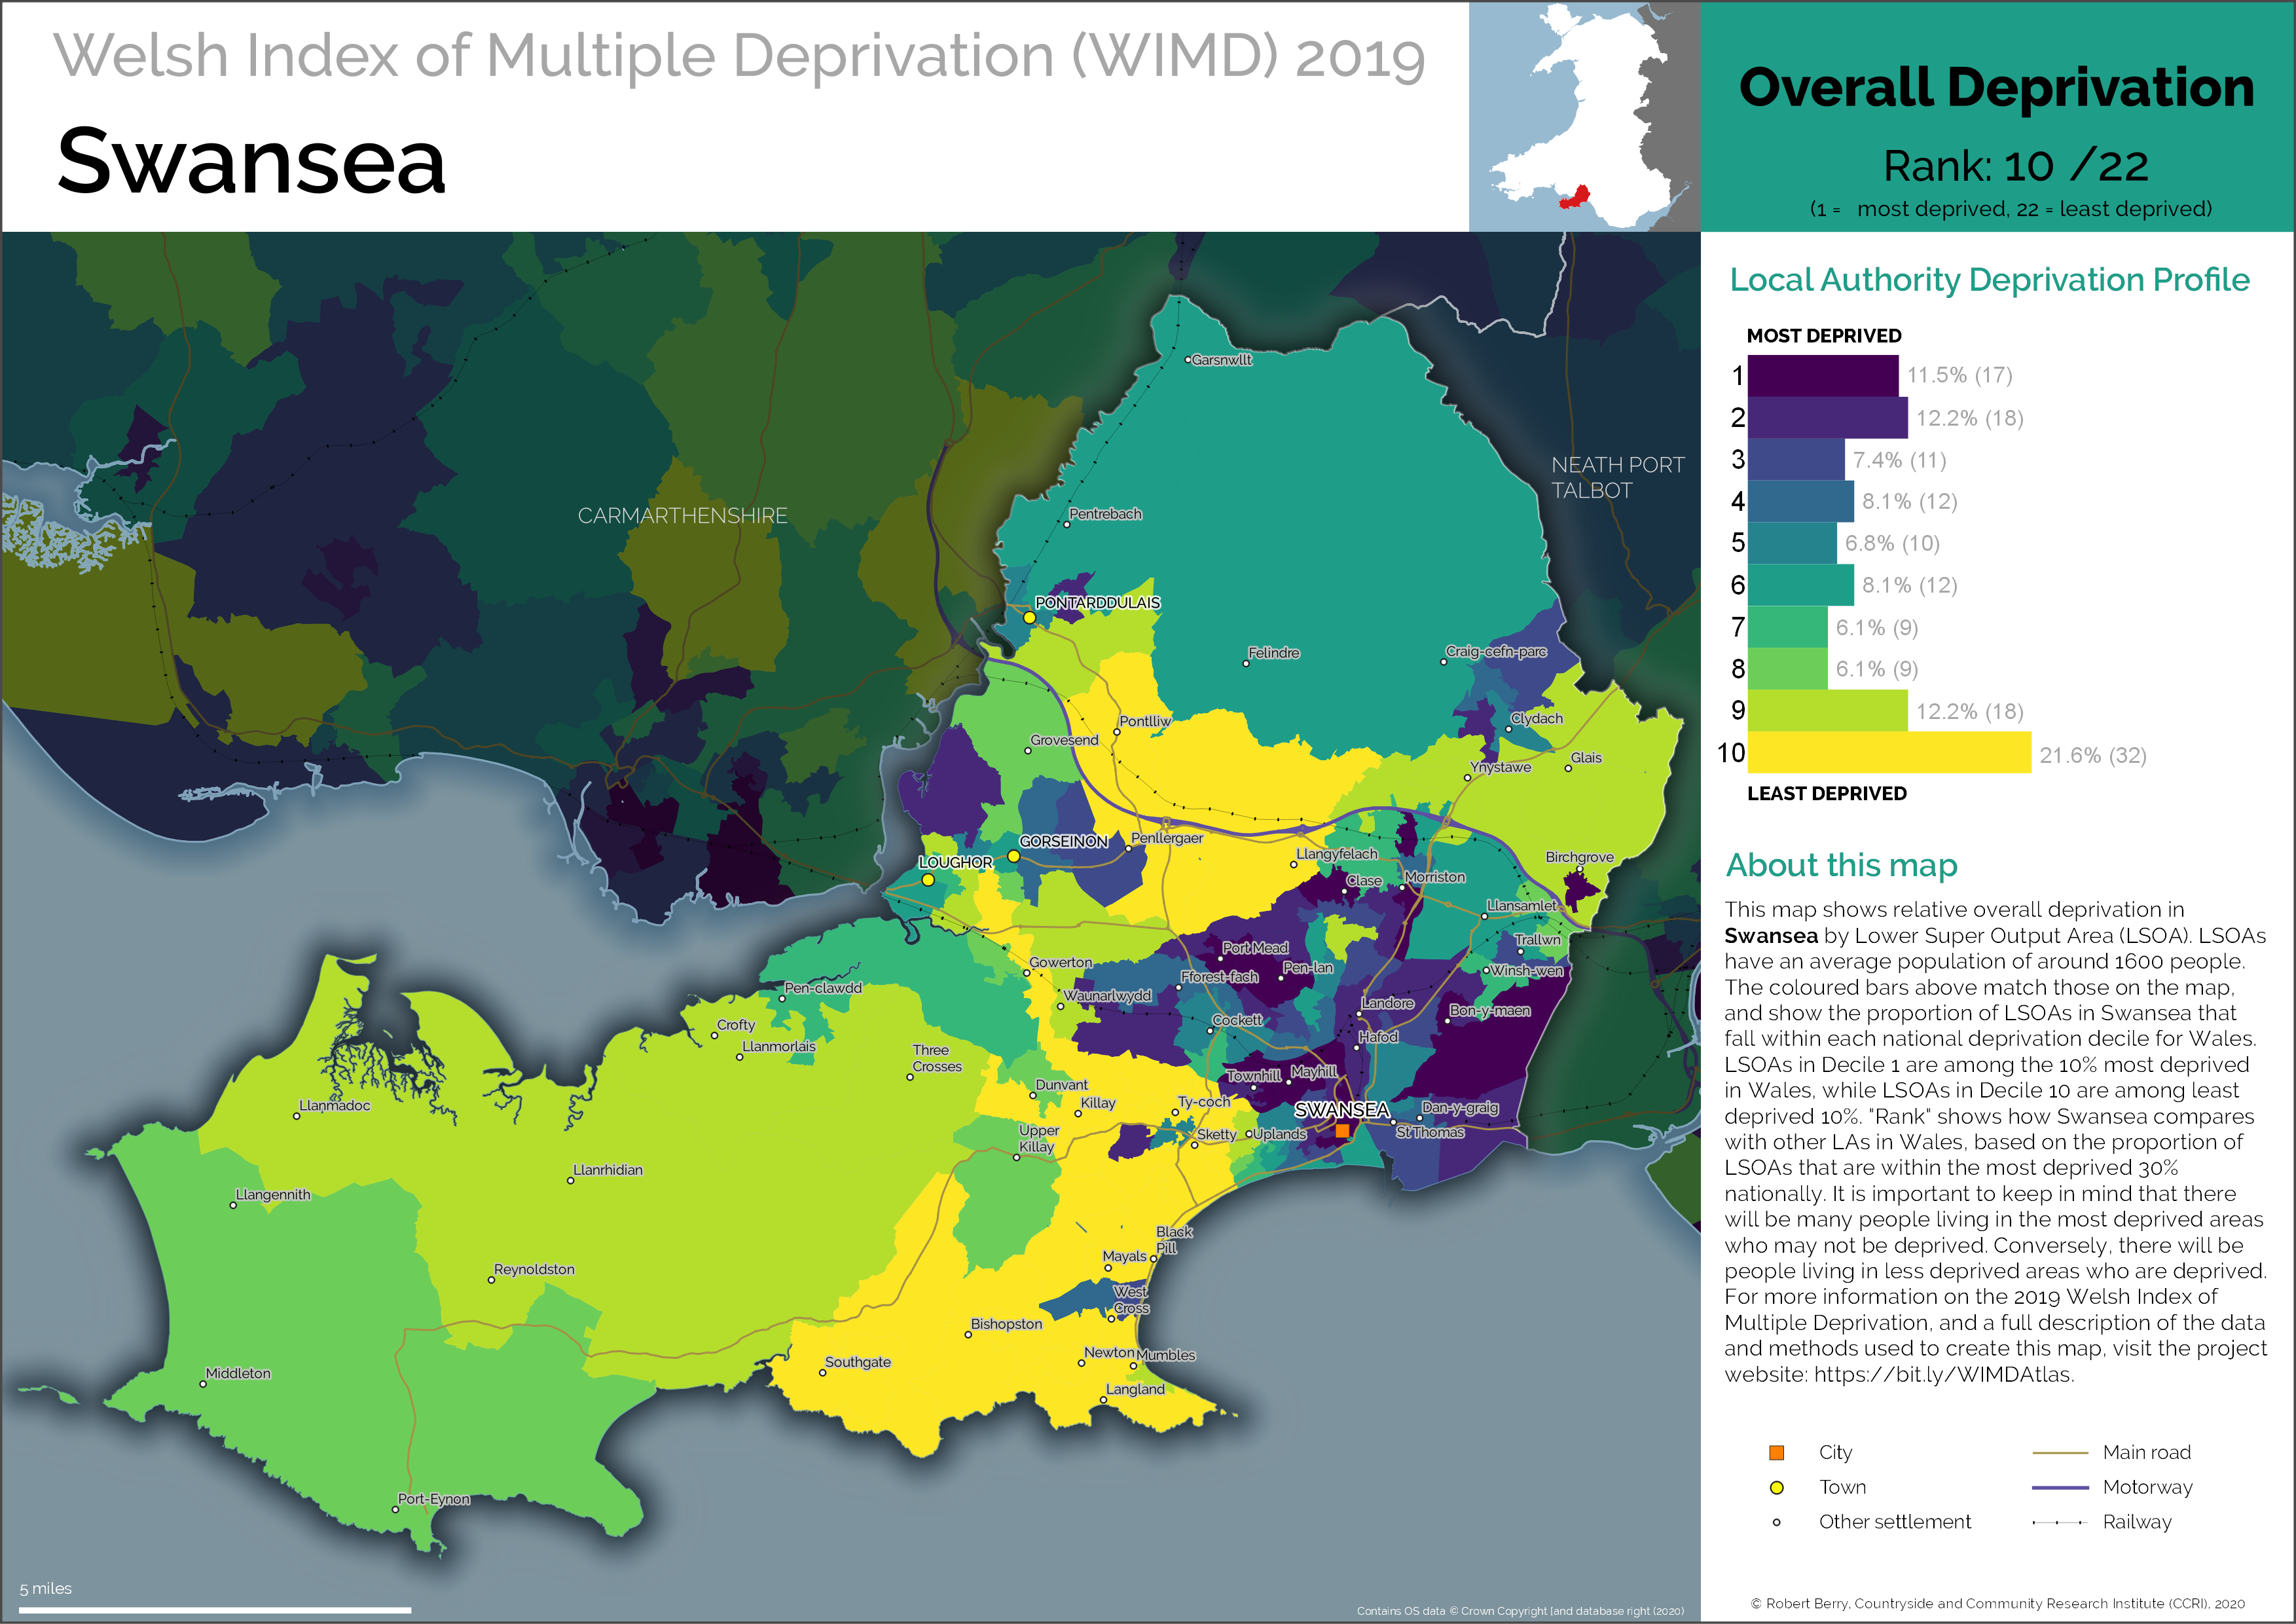 Welsh Index of Multiple Deprivation (WIMD) 2019
Swansea
Overall Deprivation
Rank: 10 /22
(1 = most deprived, 22 = least deprived)
Local Authority Deprivation Profile
MOST DEPRIVED
1 11.5% (17)
2 12.2% (18)
3 7.4% (11)
4 8.1% (12)
5 6.8% (10)
6 8.1% (12)
7 6.1% (9)
8 6.1% (9)
9 12.2% (18)
10 21.6% (32)
LEAST DEPRIVED
About this map
This map shows relative overall deprivation in
Swansea by Lower Super Output Area (LSOA). LSOAs
have an average population of around 1600 people.
The coloured bars above match those on the map,
and show the proportion of LSOAs in Swansea that
fall within each national deprivation decile for Wales.
LSOAs in Decile 1 are among the 10% most deprived
in Wales, while LSOAs in Decile 10 are among least
deprived 10%. "Rank" shows how Swansea compares
with other LAs in Wales, based on the proportion of
LSOAs that are within the most deprived 30%
nationally. It is important to keep in mind that there
will be many people living in the most deprived areas
who may not be deprived. Conversely, there will be
people living in less deprived areas who are deprived.
For more information on the 2019 Welsh Index of
Multiple Deprivation, and a full description of the data
and methods used to create this map, visit the project
website: https://bit.ly/WIMDAtlas.
City
Town
Other settlement
Main road
Motorway
Railway
© Robert Berry, Countryside and Community Research Institute (CCRI), 2020
Garsnwllt
NEATH PORT
TALBOT
CARMARTHENSHIRE
Pentrebach
PONTARDDULAIS
Felindre
Craig-cefn-parc
Pontlliw
Clydach
Grovesend
Glais
Ynystawe
GORSEINON
Penllergaer
LOUGHOR
Llangyfelach
Birchgrove
Clase
Morriston
Llansamlet
Trallwn
Port Mead
Gowerton
Fforest-fach
Pen-lan
Winsh-wen
Pen-clawdd
Waunarlwydd
Landore
Bon-y-maen
Crofty
Cockett
Hafod
Llanmorlais
Three
Crosses
Townhill
Mayhill
Dunvant
Llanmadoc
Killay
Ty-coch
SWANSEA
Dan-y-graig
Upper
Killay
Sketty
Uplands
St Thomas
Llanrhidian
Llangennith
Black
Pill
Mayals
Reynoldston
West
Cross
Bishopston
Newton
Mumbles
Southgate
Middleton
Langland
Port-Eynon
5 miles
Contains OS data © Crown Copyright [and database right (2020)